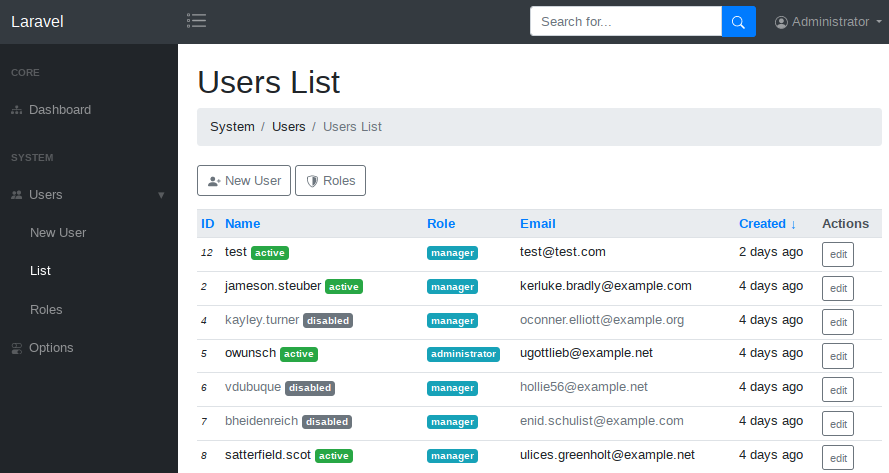 Laravel
Search for...
Administrator
CORE
Dashboard
SYSTEM
Users
New User
List
Roles
Options
Users List
System / Users / Users List
New User Roles
ID Name Role Email Created ↓ Actions
12 test active manager test@test.com 2 days ago edit
2 jameson.steuber active manager kerluke.bradly@example.com 4 days ago edit
4 kayley.turner disabled manager oconner.elliott@example.org 4 days ago edit
5 owunsch active administrator ugottlieb@example.net 4 days ago edit
6 vdubuque disabled manager hollie56@example.net 4 days ago edit
7 bheidenreich disabled manager enid.schulist@example.com 4 days ago edit
8 satterfield.scot active manager ulices.greenholt@example.net 4 days ago edit